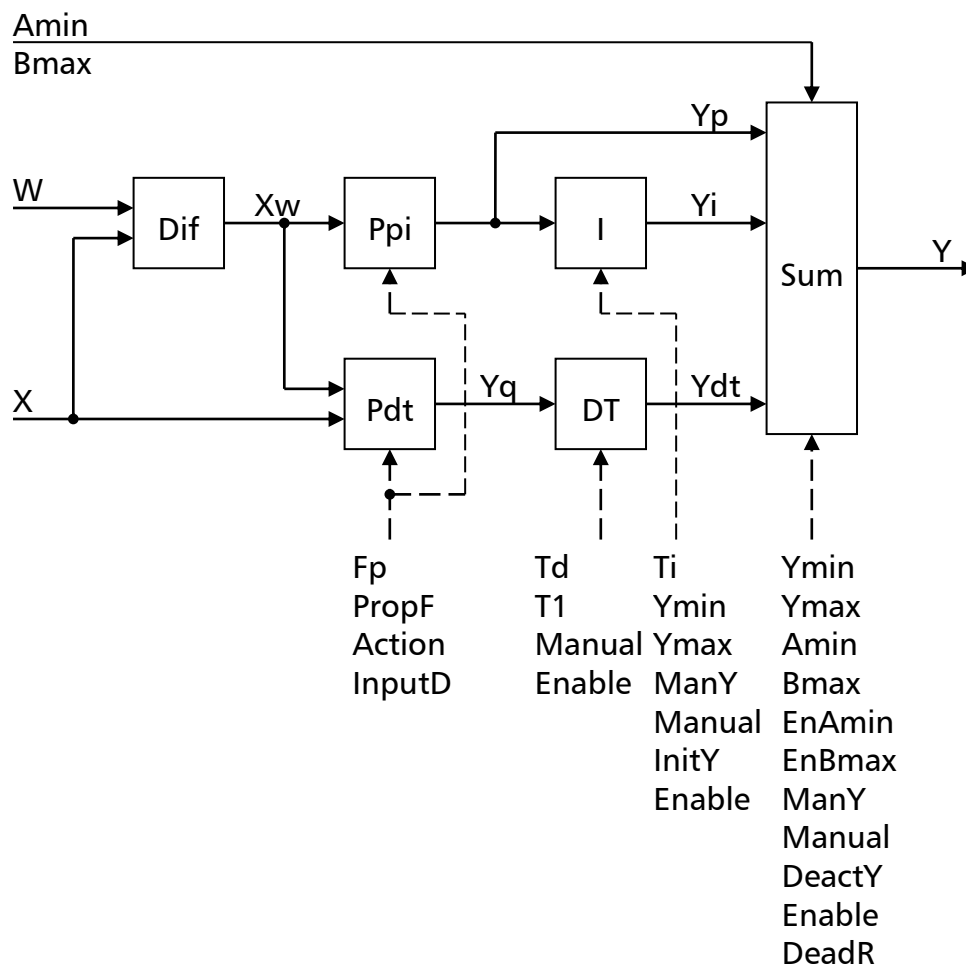 Amin
Bmax
W
X
Dif
Xw
Ppi
Pdt
Yq
I
DT
Yp
Yi
Ydt
Sum
Y
Fp
PropF
Action
InputD
Td
T1
Manual
Enable
Ti
Ymin
Ymax
ManY
Manual
InitY
Enable
Ymin
Ymax
Amin
Bmax
EnAmin
EnBmax
ManY
Manual
DeactY
Enable
DeadR